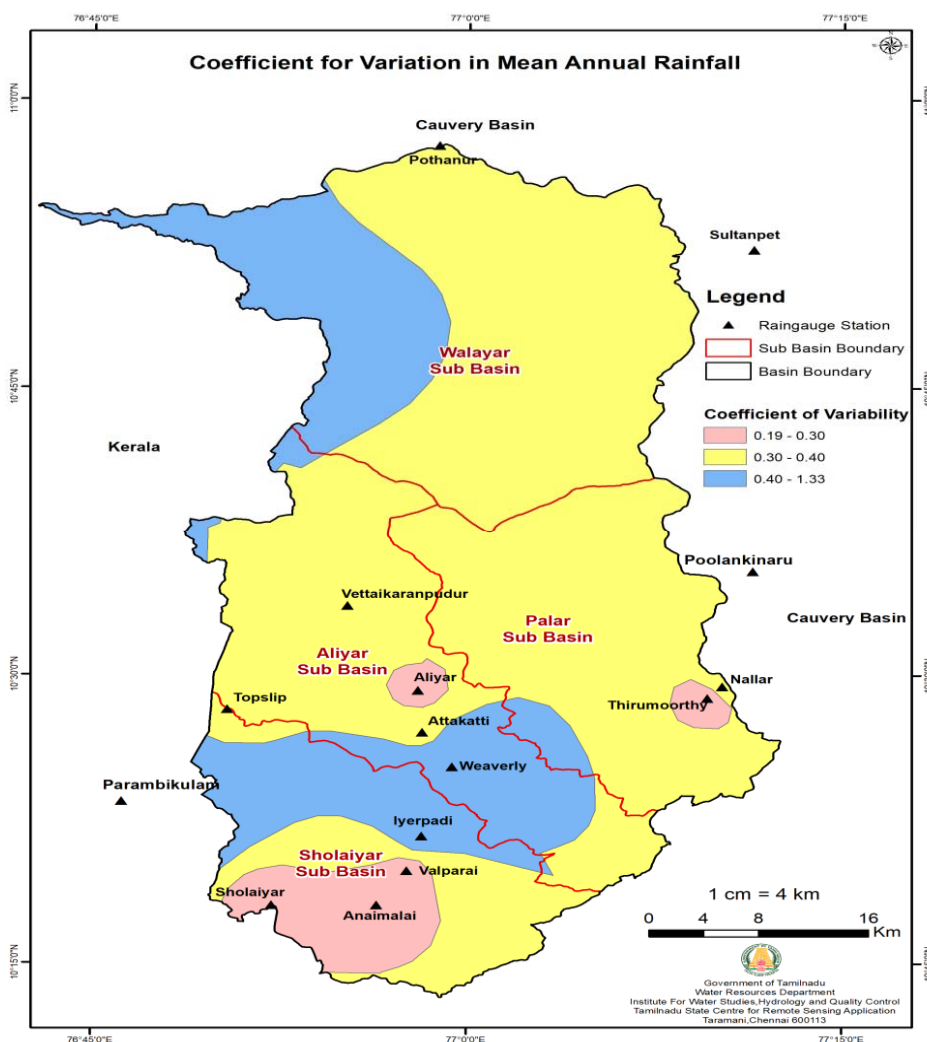 76°45'0"E
77°0'0"E
77°15'0"E
Coefficient for Variation in Mean Annual Rainfall
11°0'0"N
11°0'0"N
Cauvery Basin
Pothanur
Sultanpet
Legend
Raingauge Station
Sub Basin Boundary
Basin Boundary
Walayar
Sub Basin
10°45'0"N
10°45'0"N
Coefficient of Variability
0.19 - 0.30
0.30 - 0.40
0.40 - 1.33
Kerala
Poolankinaru
Cauvery Basin
Vettaikaranpudur
Palar
Sub Basin
Aliyar
Sub Basin
10°30'0"N
Aliyar
Nallar
Thirumoorthy
Topslip
Attakatti
Weaverly
Parambikulam
Iyerpadi
Sholaiyar
Sub Basin
Valparai
Sholaiyar
Anaimalai
1 cm = 4 km
0 4 8 16
Km
10°15'0"N
Government of Tamilnadu
Water Resources Department
Institute For Water Studies,Hydrology and Quality Control
Tamilnadu State Centre for Remote Sensing Application
Taramani,Chennai 600113
76°45'0"E
77°0'0"E
77°15'0"E